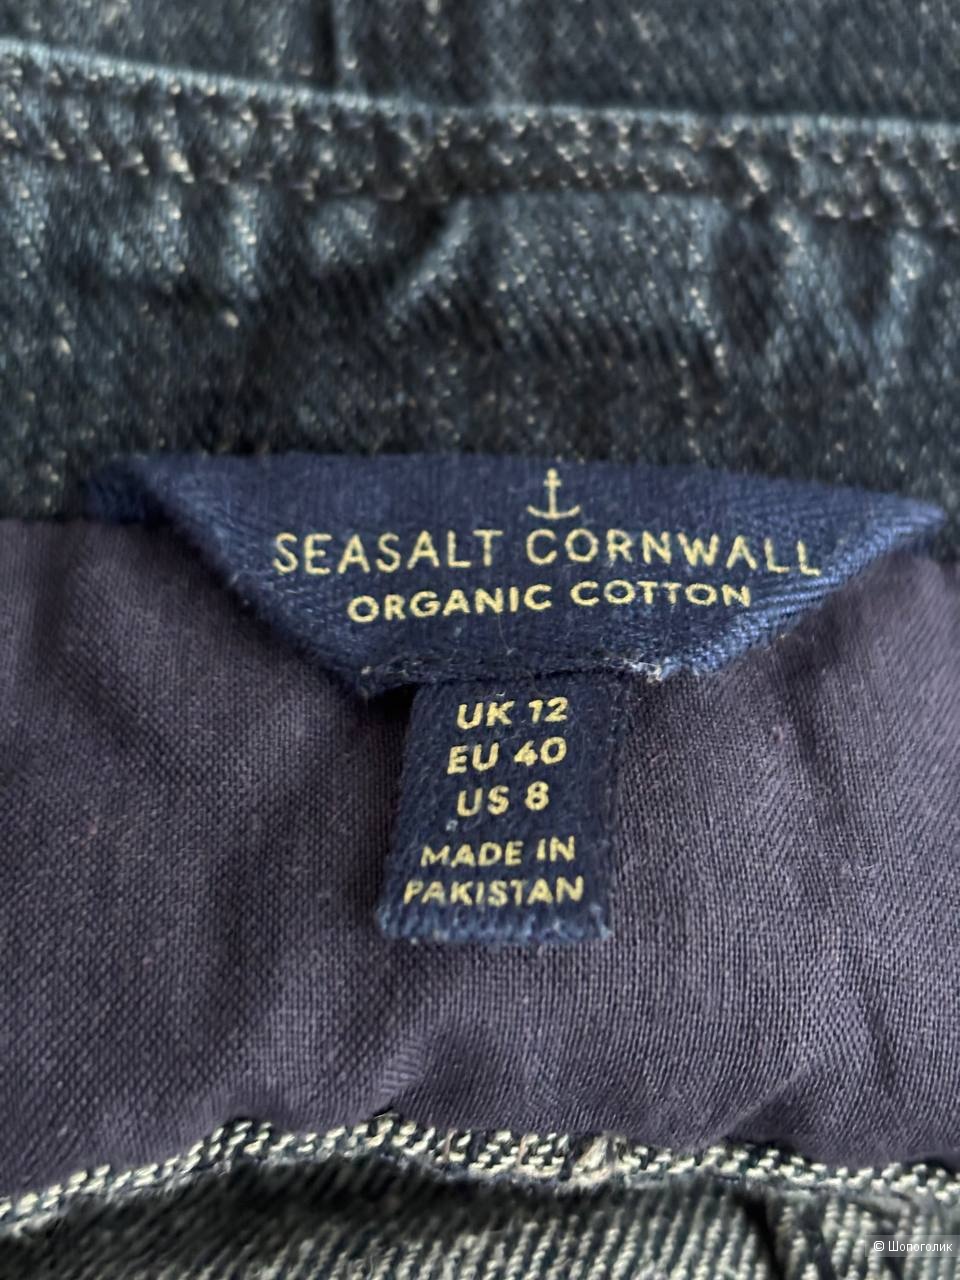 SEASALT CORNWALL
ORGANIC COTTON
UK 12
EU 40
US 8
MADE IN
PAKISTAN
© Шопоголик